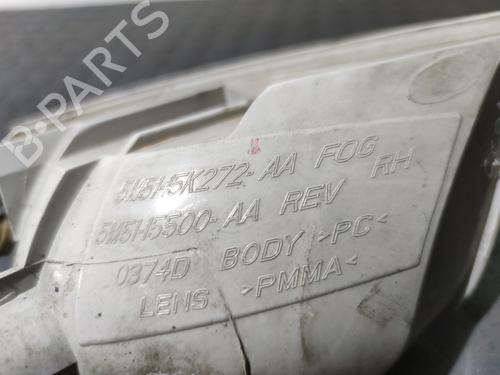 B-PARTS
5M51-15K272-AA FOG
5M51-15500-AA REV RH
0374D BODY >PC<
LENS >PMMA<